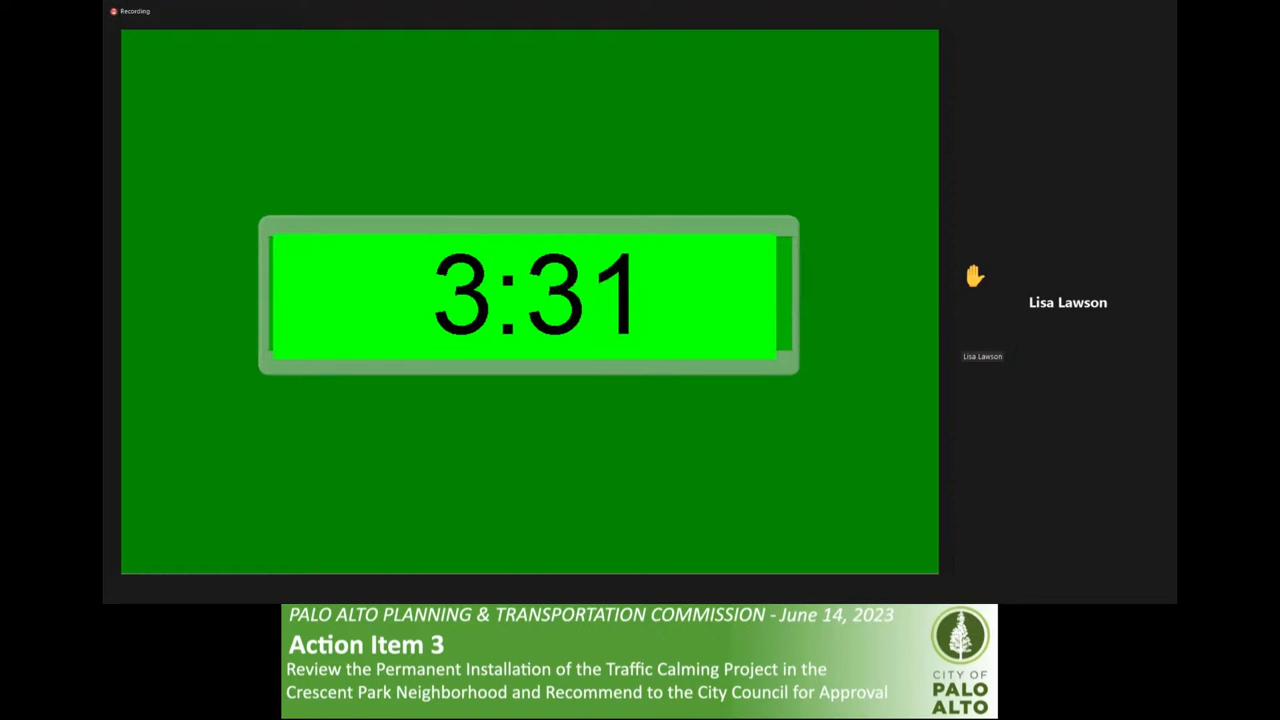 Recording
3:31
Lisa Lawson
Lisa Lawson
PALO ALTO PLANNING & TRANSPORTATION COMMISSION - June 14, 2023
Action Item 3
Review the Permanent Installation of the Traffic Calming Project in the
Crescent Park Neighborhood and Recommend to the City Council for Approval
CITY OF
PALO
ALTO